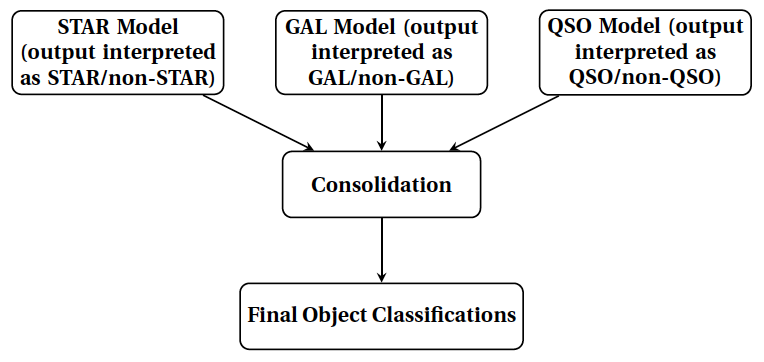 STAR Model
(output interpreted
as STAR/non-STAR)
GAL Model (output
interpreted as
GAL/non-GAL)
QSO Model (output
interpreted as
QSO/non-QSO)
Consolidation
Final Object Classifications